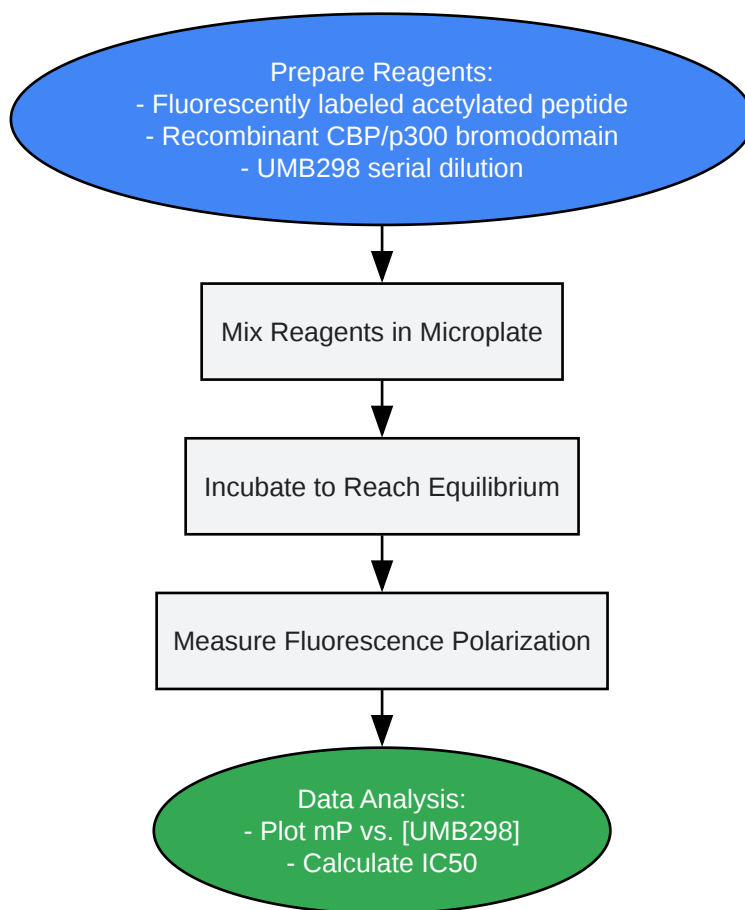 Prepare Reagents:
- Fluorescently labeled acetylated peptide
- Recombinant CBP/p300 bromodomain
- UMB298 serial dilution
Mix Reagents in Microplate
Incubate to Reach Equilibrium
Measure Fluorescence Polarization
Data Analysis:
- Plot mP vs. [UMB298]
- Calculate IC50